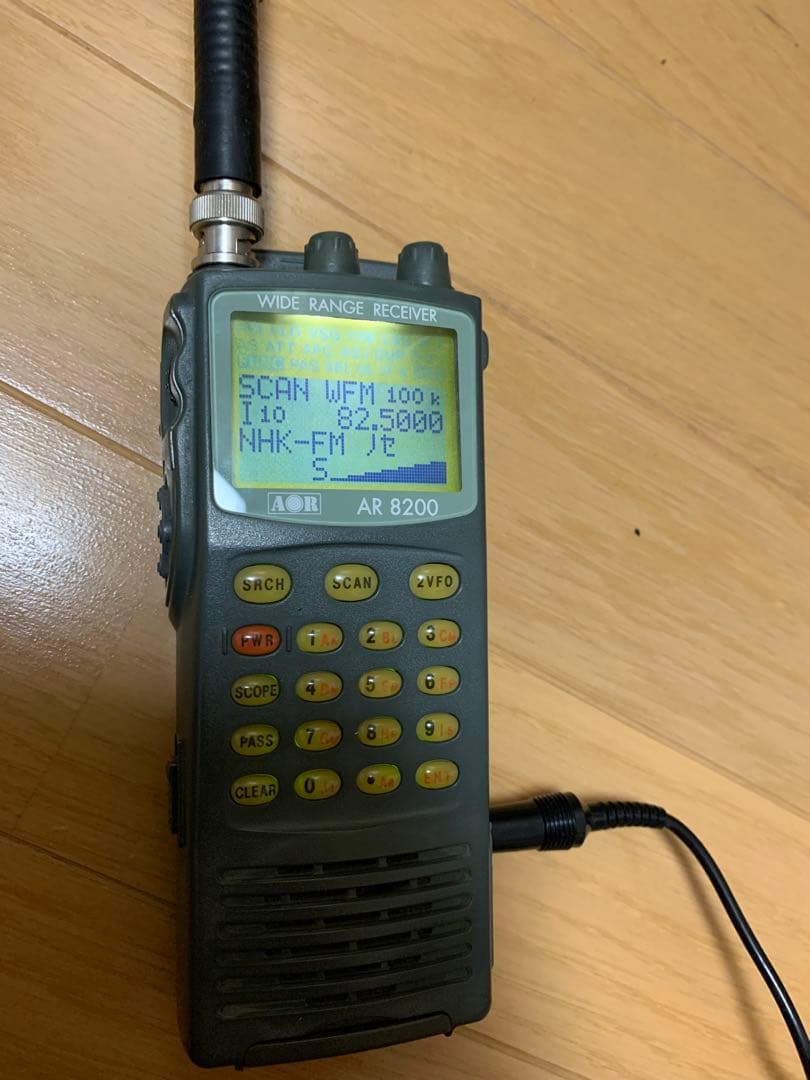 WIDE RANGE RECEIVER
SCAN WFM 100k
I10 82.5000
NHK-FM ノセ
S
AOR AR 8200
SRCH SCAN 2VFO
PWR 1 2 3
SCOPE 4 5 6
PASS 7 8 9
CLEAR 0 •